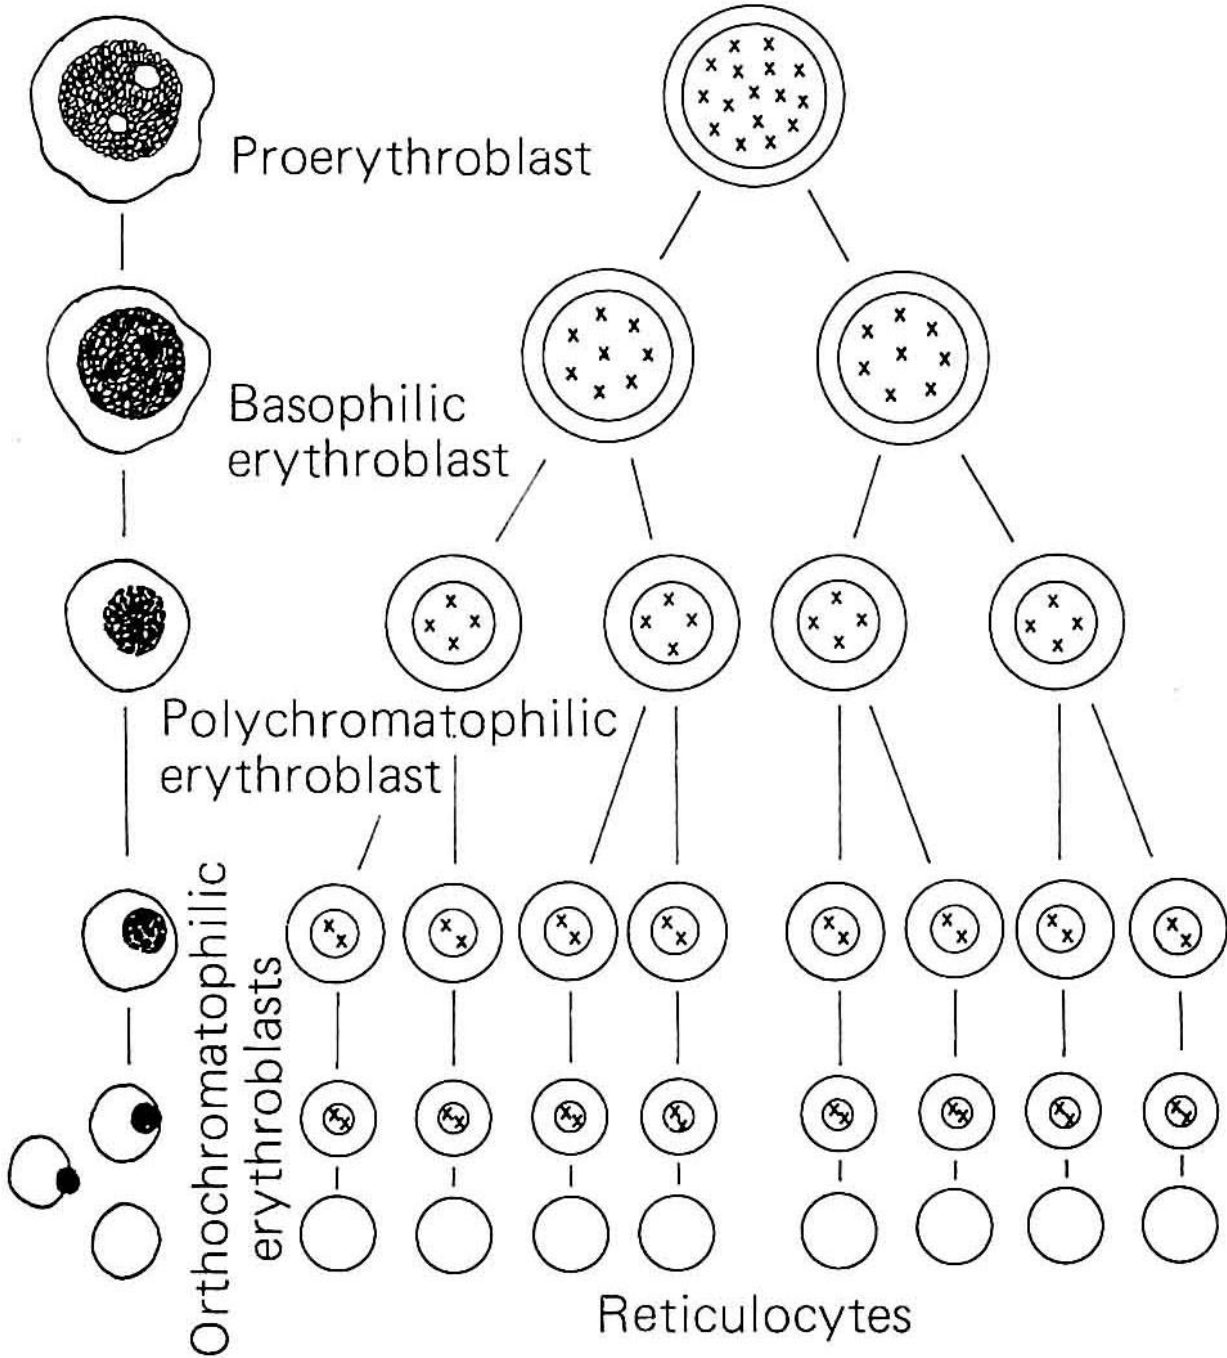 Proerythroblast
Basophilic
erythroblast
Polychromatophilic
erythroblast
Orthochromatophilic
erythroblasts
Reticulocytes